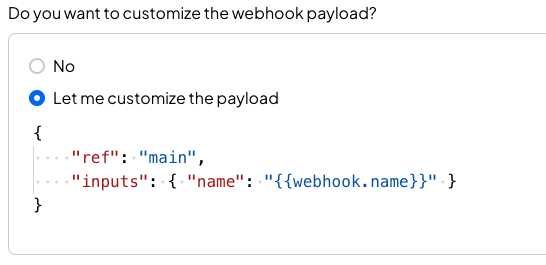 Do you want to customize the webhook payload?
No
Let me customize the payload
{
    "ref": "main",
    "inputs": { "name": "{{webhook.name}}" }
}